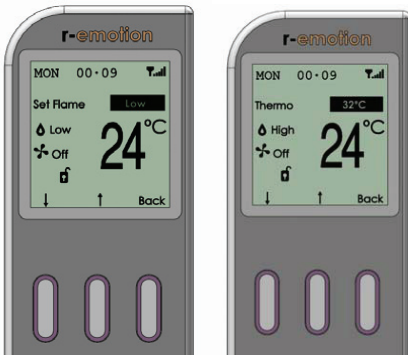 r-emotion
MON 00·09
Set Flame Low
Low
24°C
Off
Back
r-emotion
MON 00·09
Thermo 32°C
High
24°C
Off
Back